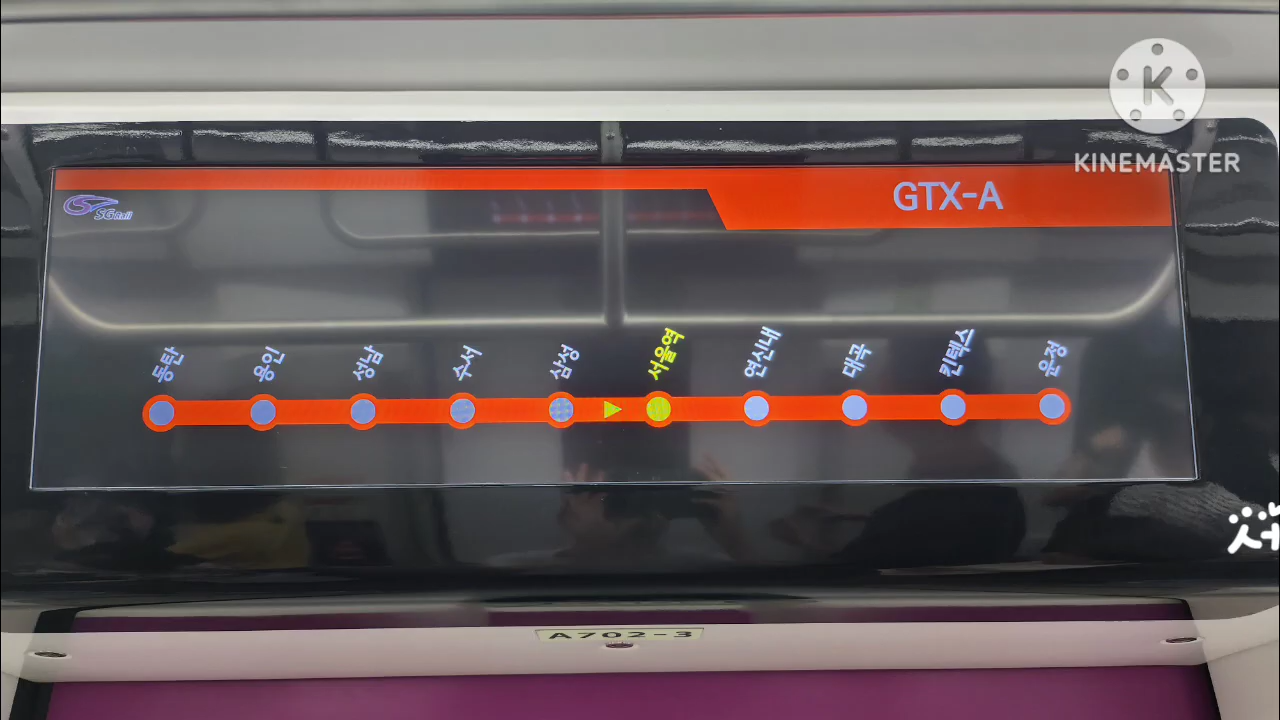 KINEMASTER
GTX-A
SG Rail
동탄
용인
성남
수서
삼성
서울역
연신내
대곡
킨텍스
운정
서
A702-3